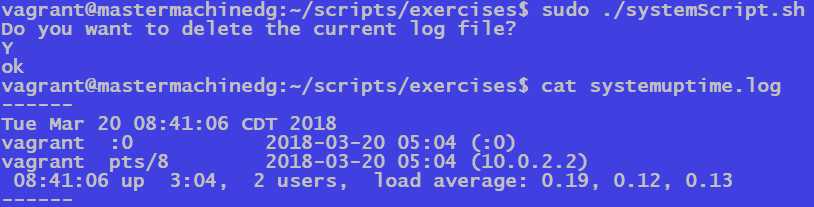 vagrant@mastermachinedg:~/scripts/exercises$ sudo ./systemScript.sh
Do you want to delete the current log file?
Y
ok
vagrant@mastermachinedg:~/scripts/exercises$ cat systemuptime.log
------
Tue Mar 20 08:41:06 CDT 2018
vagrant  :0           2018-03-20 05:04 (:0)
vagrant  pts/8        2018-03-20 05:04 (10.0.2.2)
 08:41:06 up  3:04,  2 users,  load average: 0.19, 0.12, 0.13
------